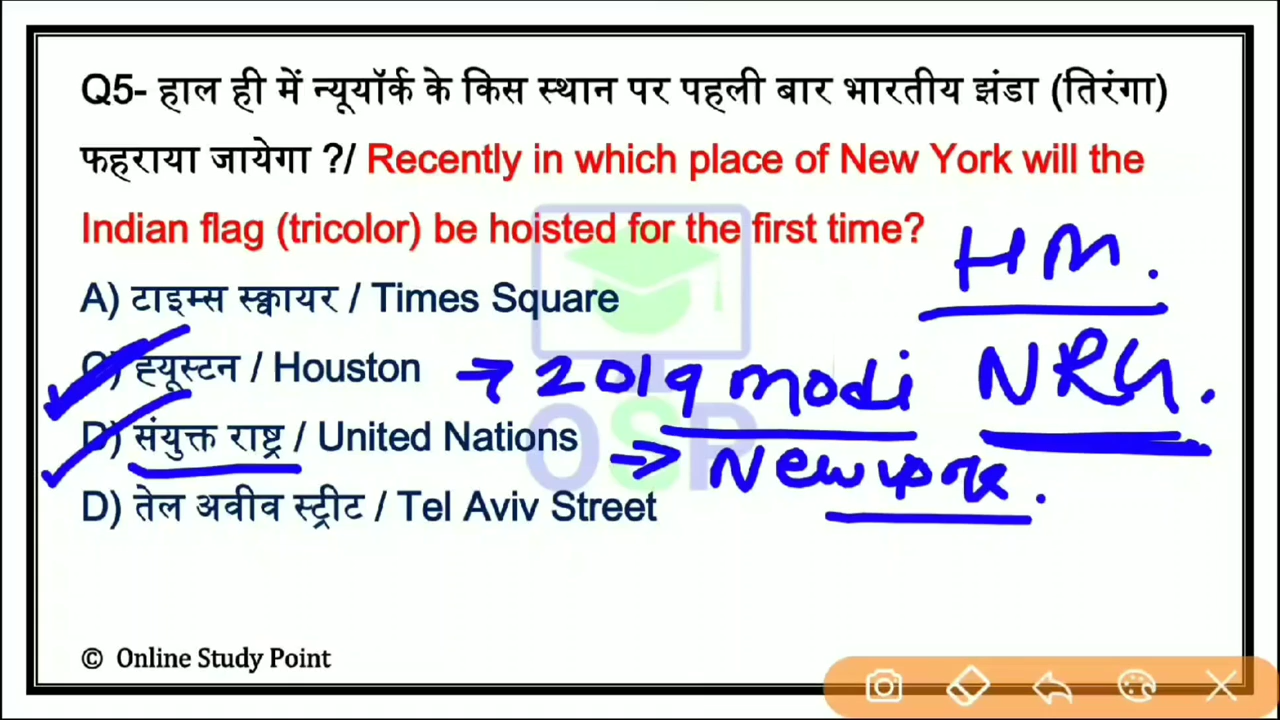 Q5- हाल ही में न्यूयॉर्क के किस स्थान पर पहली बार भारतीय झंडा (तिरंगा)
फहराया जायेगा ?/ Recently in which place of New York will the
Indian flag (tricolor) be hoisted for the first time?
HM.
A) टाइम्स स्क्वायर / Times Square
C) ह्यूस्टन / Houston → 2019 modi NRG.
D) संयुक्त राष्ट्र / United Nations → Newyork.
D) तेल अवीव स्ट्रीट / Tel Aviv Street
OSP
© Online Study Point